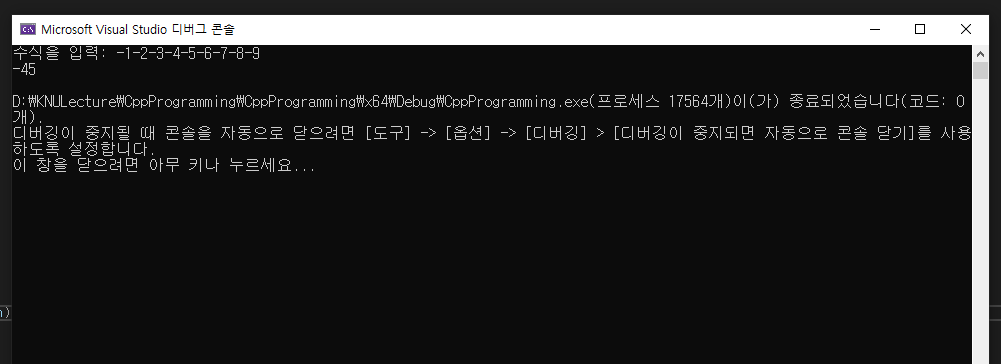 Microsoft Visual Studio 디버그 콘솔
수식을 입력: -1-2-3-4-5-6-7-8-9
-45
D:\KNULecture\CppProgramming\CppProgramming\x64\Debug\CppProgramming.exe(프로세스 17564개)이(가) 종료되었습니다(코드: 0
개).
디버깅이 중지될 때 콘솔을 자동으로 닫으려면 [도구] -> [옵션] -> [디버깅] > [디버깅이 중지되면 자동으로 콘솔 닫기]를 사용
하도록 설정합니다.
이 창을 닫으려면 아무 키나 누르세요...